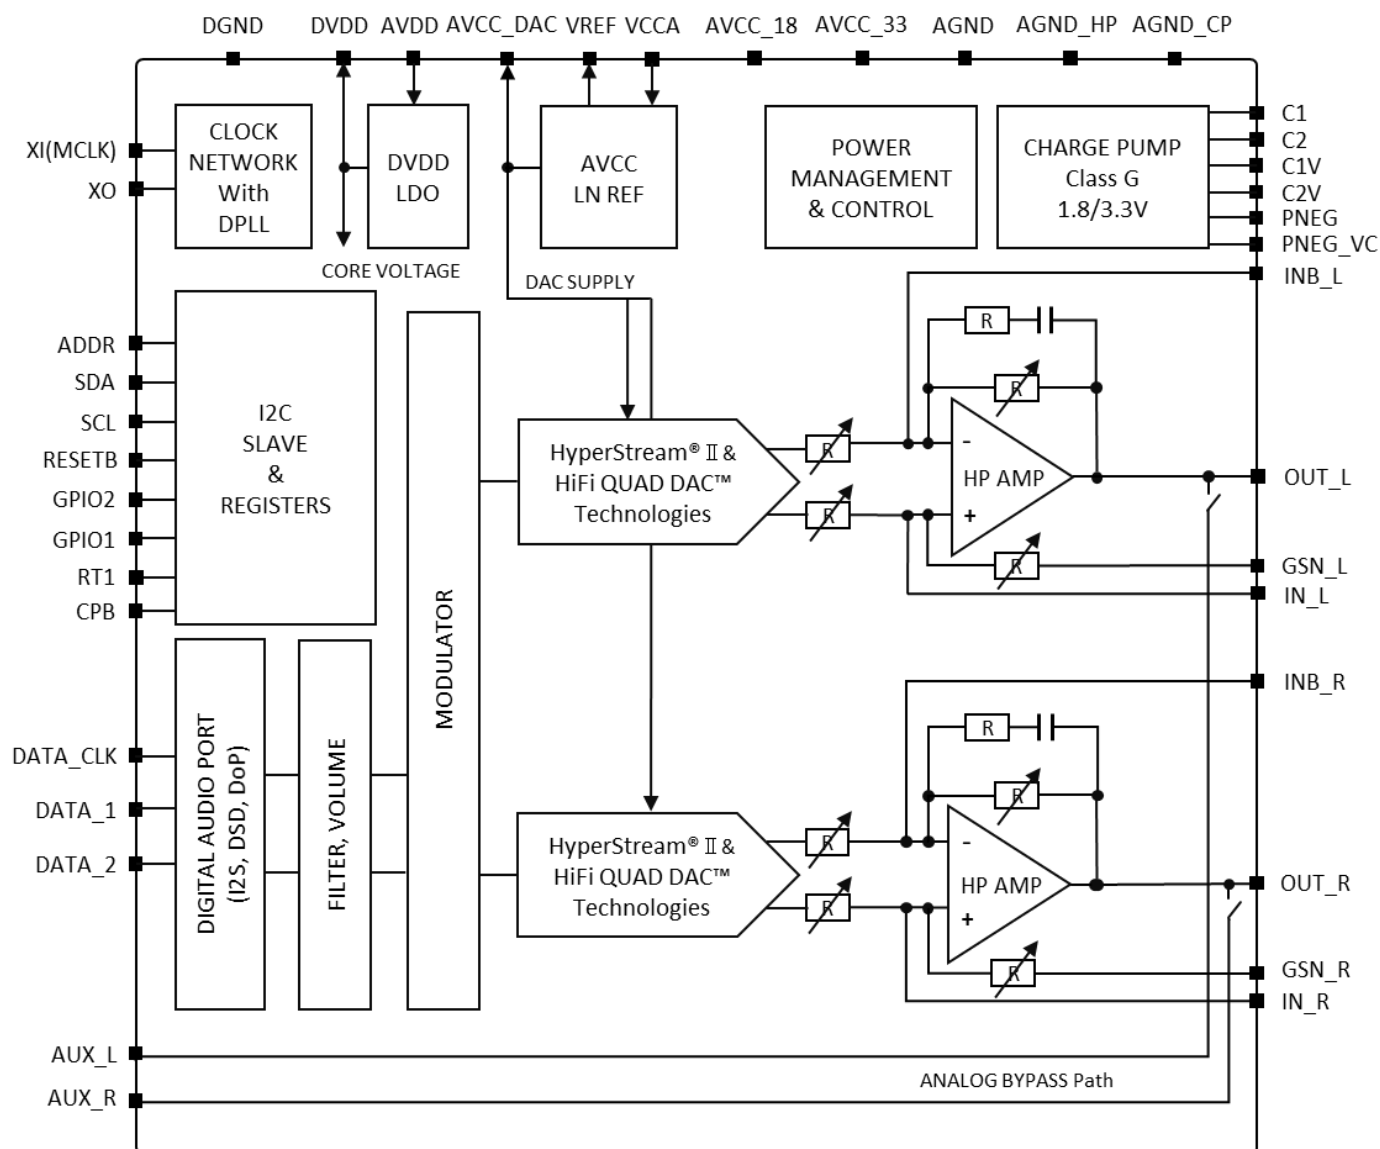 DGND
DVDD
AVDD
AVCC_DAC
VREF
VCCA
AVCC_18
AVCC_33
AGND
AGND_HP
AGND_CP
XI(MCLK)
XO
CLOCK
NETWORK
With
DPLL
DVDD
LDO
AVCC
LN REF
POWER
MANAGEMENT
& CONTROL
CHARGE PUMP
Class G
1.8/3.3V
C1
C2
C1V
C2V
PNEG
PNEG_VC
CORE VOLTAGE
DAC SUPPLY
INB_L
ADDR
SDA
SCL
RESETB
GPIO2
GPIO1
RT1
CPB
I2C
SLAVE
&
REGISTERS
MODULATOR
HyperStream® II &
HiFi QUAD DAC™
Technologies
R
R
R
R
-
HP AMP
+
R
OUT_L
GSN_L
IN_L
INB_R
DATA_CLK
DATA_1
DATA_2
DIGITAL AUDIO PORT
(I2S, DSD, DoP)
FILTER, VOLUME
HyperStream® II &
HiFi QUAD DAC™
Technologies
R
R
R
R
-
HP AMP
+
R
OUT_R
GSN_R
IN_R
AUX_L
AUX_R
ANALOG BYPASS Path